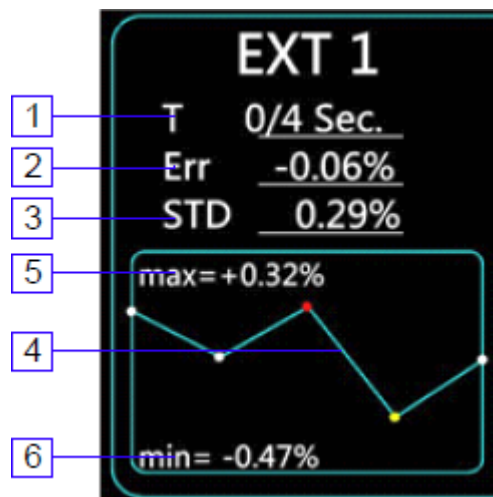 EXT 1
1 T 0/4 Sec.
2 Err -0.06%
3 STD 0.29%
5 max=+0.32%
4
6 min= -0.47%